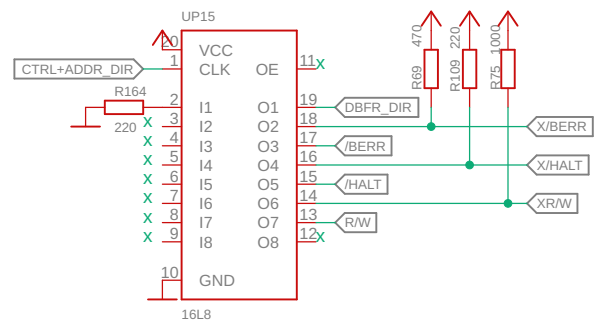 UP15
470
220
1000
R69
R109
R75
20
VCC
CTRL+ADDR_DIR
1
CLK
OE
11
x
R164
220
2
I1
O1
19
DBFR_DIR
x
3
I2
O2
18
X/BERR
x
4
I3
O3
17
/BERR
x
5
I4
O4
16
X/HALT
x
6
I5
O5
15
/HALT
x
7
I6
O6
14
XR/W
x
8
I7
O7
13
R/W
x
9
I8
O8
12
x
10
GND
16L8